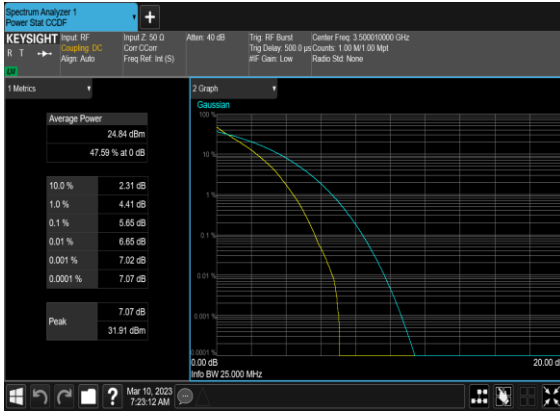 Spectrum Analyzer 1
Power Stat CCDF
+
KEYSIGHT
R T
Input: RF
Coupling: DC
Align: Auto
Input Z: 50 Ω
Corr CCorr
Freq Ref: Int (S)
Atten: 40 dB
Trig: RF Burst
Trig Delay: 500.0 µs
#IF Gain: Low
Center Freq: 3.500010000 GHz
Counts: 1.00 M/1.00 Mpt
Radio Std: None
1 Metrics
Average Power
24.84 dBm
47.59 % at 0 dB
10.0 % 2.31 dB
1.0 % 4.41 dB
0.1 % 5.65 dB
0.01 % 6.65 dB
0.001 % 7.02 dB
0.0001 % 7.07 dB
Peak
7.07 dB
31.91 dBm
2 Graph
Gaussian
100 %
10 %
1 %
0.1 %
0.01 %
0.001 %
0.0001 %
0.00 dB
20.00 d
Info BW 25.000 MHz
?
Mar 10, 2023
7:23:12 AM